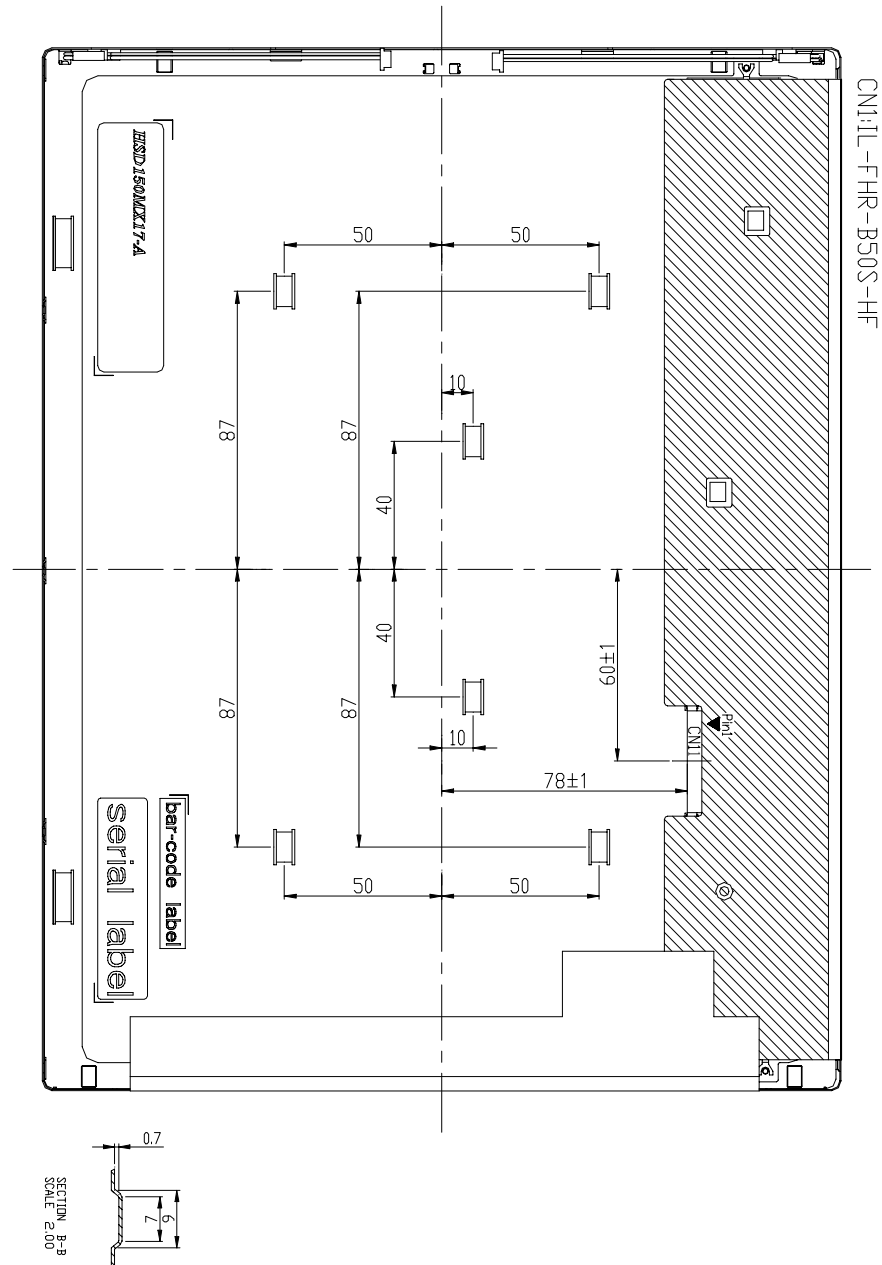 CN1:IL-FHR-B50S-HF
HSD150MX17-A
50
50
87
87
10
40
40
60±1
Pin1
CN11
87
87
10
78±1
50
50
bar-code label
serial label
0.7
7
9
SECTION B-B
SCALE 2.00